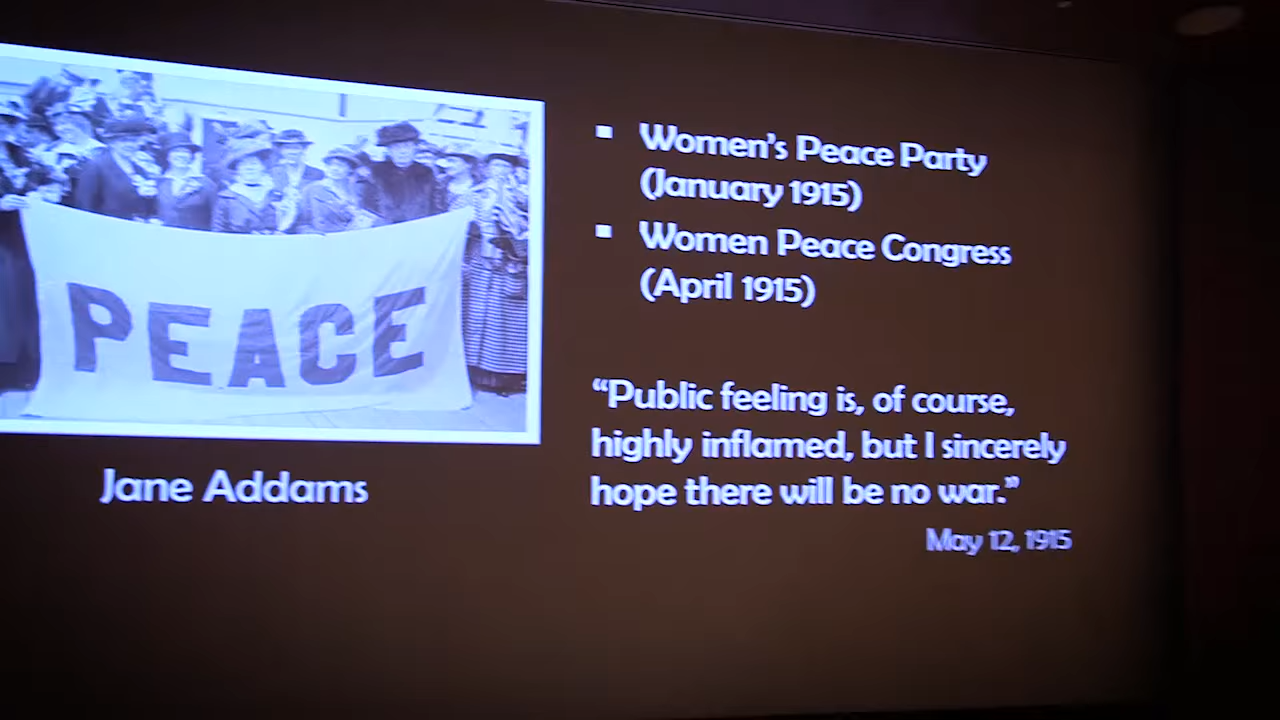 PEACE
Jane Addams
▪ Women's Peace Party
(January 1915)
▪ Women Peace Congress
(April 1915)
“Public feeling is, of course,
highly inflamed, but I sincerely
hope there will be no war.”
May 12, 1915